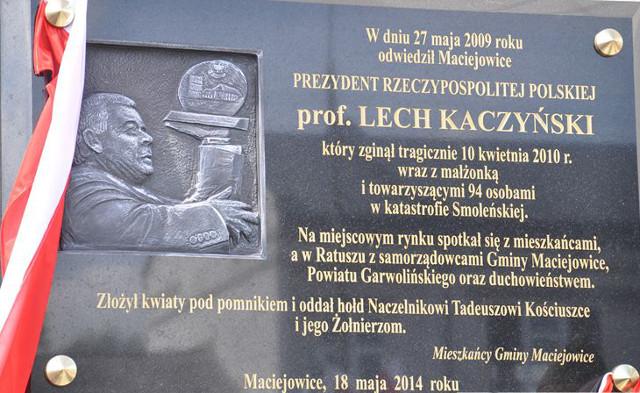 W dniu 27 maja 2009 roku
odwiedził Maciejowice
PREZYDENT RZECZYPOSPOLITEJ POLSKIEJ
prof. LECH KACZYŃSKI
który zginął tragicznie 10 kwietnia 2010 r.
wraz z małżonką
i towarzyszącymi 94 osobami
w katastrofie Smoleńskiej.
Na miejscowym rynku spotkał się z mieszkańcami,
a w Ratuszu z samorządowcami Gminy Maciejowice,
Powiatu Garwolińskiego oraz duchowieństwem.
Złożył kwiaty pod pomnikiem i oddał hołd Naczelnikowi Tadeuszowi Kościuszce
i jego Żołnierzom.
Mieszkańcy Gminy Maciejowice
Maciejowice, 18 maja 2014 roku